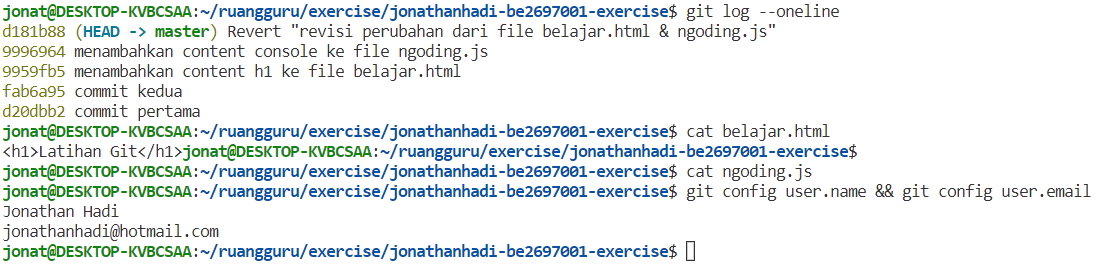 jonat@DESKTOP-KVBCSAA:~/ruangguru/exercise/jonathanhadi-be2697001-exercise$ git log --oneline
d181b88 (HEAD -> master) Revert "revisi perubahan dari file belajar.html & ngoding.js"
9996964 menambahkan content console ke file ngoding.js
9959fb5 menambahkan content h1 ke file belajar.html
fab6a95 commit kedua
d20dbb2 commit pertama
jonat@DESKTOP-KVBCSAA:~/ruangguru/exercise/jonathanhadi-be2697001-exercise$ cat belajar.html
<h1>Latihan Git</h1>jonat@DESKTOP-KVBCSAA:~/ruangguru/exercise/jonathanhadi-be2697001-exercise$
jonat@DESKTOP-KVBCSAA:~/ruangguru/exercise/jonathanhadi-be2697001-exercise$ cat ngoding.js
jonat@DESKTOP-KVBCSAA:~/ruangguru/exercise/jonathanhadi-be2697001-exercise$ git config user.name && git config user.email
Jonathan Hadi
jonathanhadi@hotmail.com
jonat@DESKTOP-KVBCSAA:~/ruangguru/exercise/jonathanhadi-be2697001-exercise$